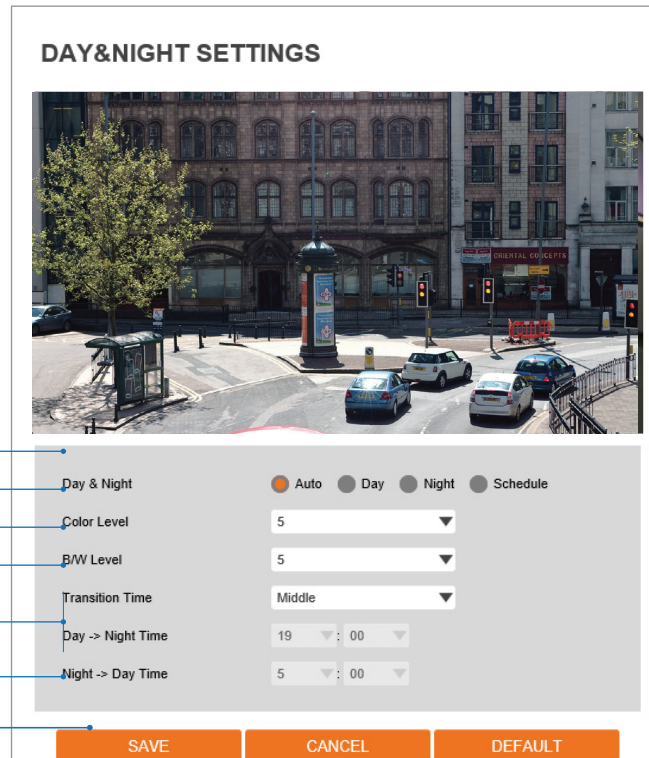 DAY&NIGHT SETTINGS
ORIENTAL CONCEPTS
Day & Night Auto Day Night Schedule
Color Level 5
B/W Level 5
Transition Time Middle
Day -> Night Time 19 : 00
Night -> Day Time 5 : 00
SAVE CANCEL DEFAULT